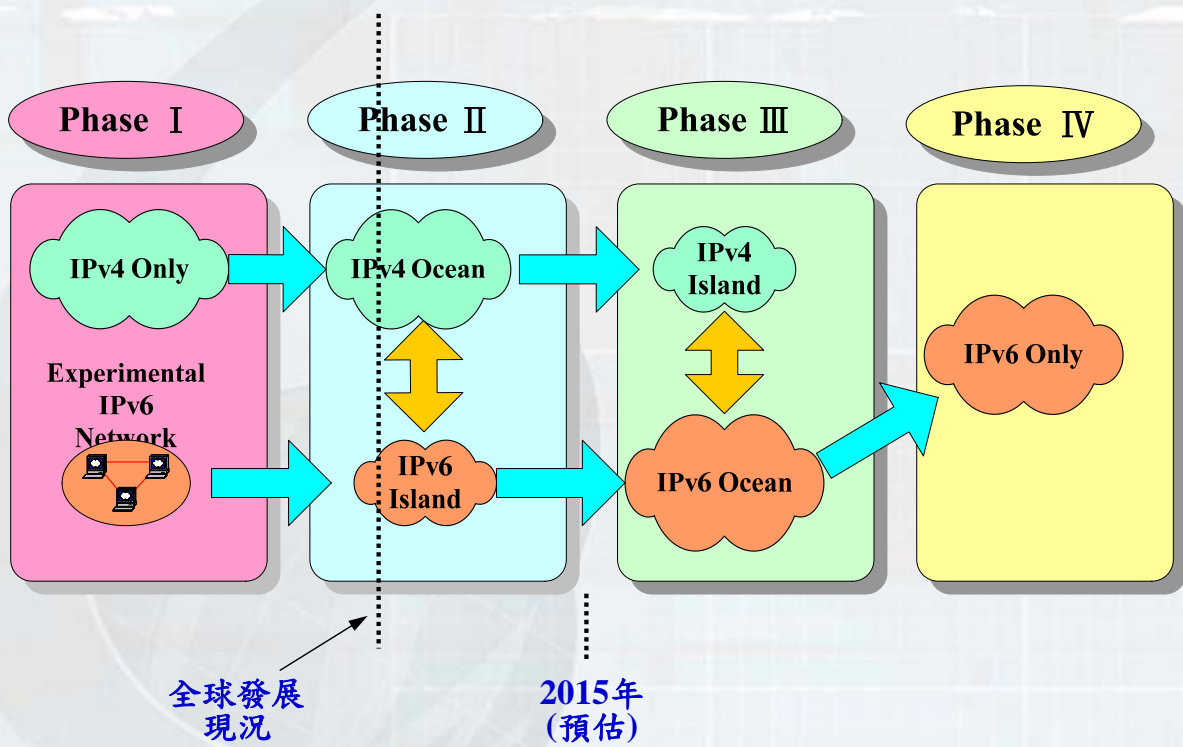 Phase Ⅰ
Phase Ⅱ
Phase Ⅲ
Phase Ⅳ
IPv4 Only
IPv4 Ocean
IPv4
Island
IPv6 Only
Experimental
IPv6
Network
IPv6
Island
IPv6 Ocean
全球發展
現況
2015年
(預估)